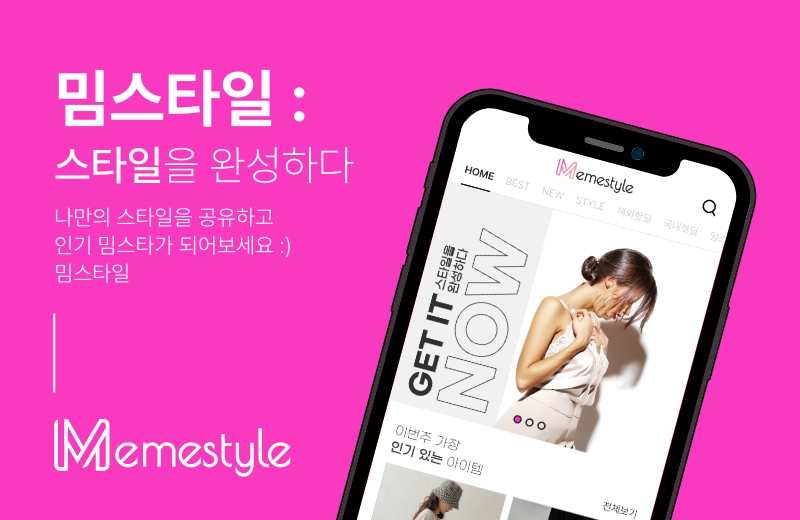 밈스타일 :
스타일을 완성하다
나만의 스타일을 공유하고
인기 밈스타가 되어보세요 :)
밈스타일
Memestyle
Memestyle
HOME BEST NEW STYLE 해외핫딜 국내핫딜 밈스
GET IT 스타일을 완성하다
NOW
이번주 가장
인기 있는 아이템
전체보기